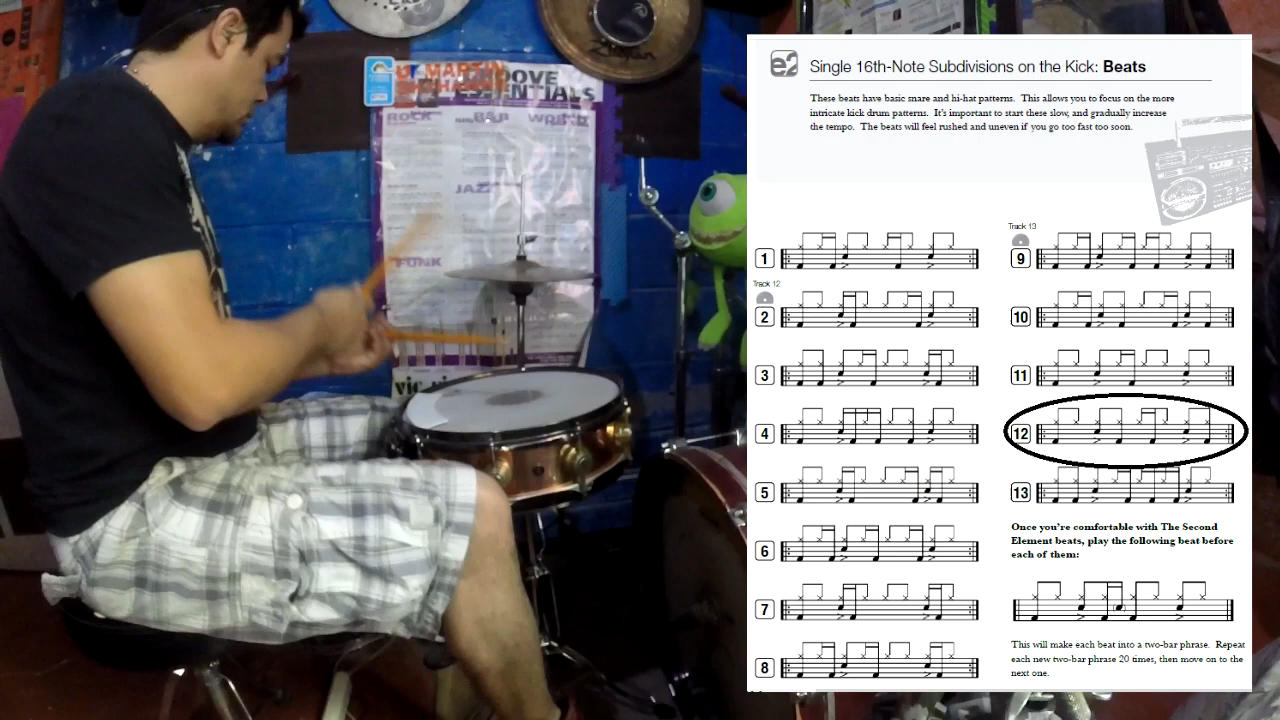 Zildjian
GROOVE
ESSENTIALS
ROCK
R&B
WORLD
JAZZ
FUNK
e2
Single 16th-Note Subdivisions on the Kick: Beats
These beats have basic snare and hi-hat patterns. This allows you to focus on the more
intricate kick drum patterns. It's important to start these slow, and gradually increase
the tempo. The beats will feel rushed and uneven if you go too fast too soon.
1
Track 12
2
3
4
5
6
7
8
Track 13
9
10
11
12
13
Once you're comfortable with The Second
Element beats, play the following beat before
each of them:
This will make each beat into a two-bar phrase. Repeat
each new two-bar phrase 20 times, then move on to the
next one.